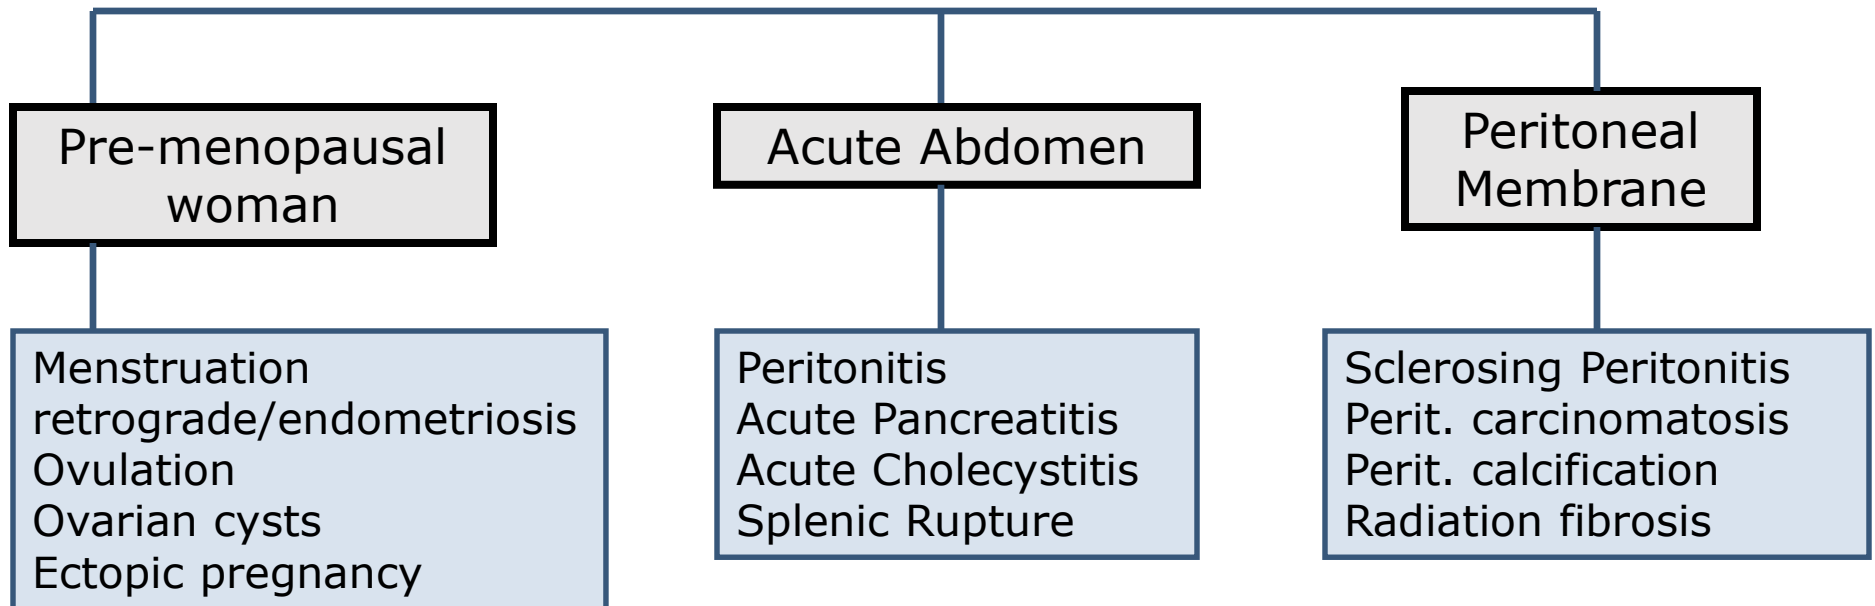 Pre-menopausal
woman
Acute Abdomen
Peritoneal
Membrane
Menstruation
retrograde/endometriosis
Ovulation
Ovarian cysts
Ectopic pregnancy
Peritonitis
Acute Pancreatitis
Acute Cholecystitis
Splenic Rupture
Sclerosing Peritonitis
Perit. carcinomatosis
Perit. calcification
Radiation fibrosis